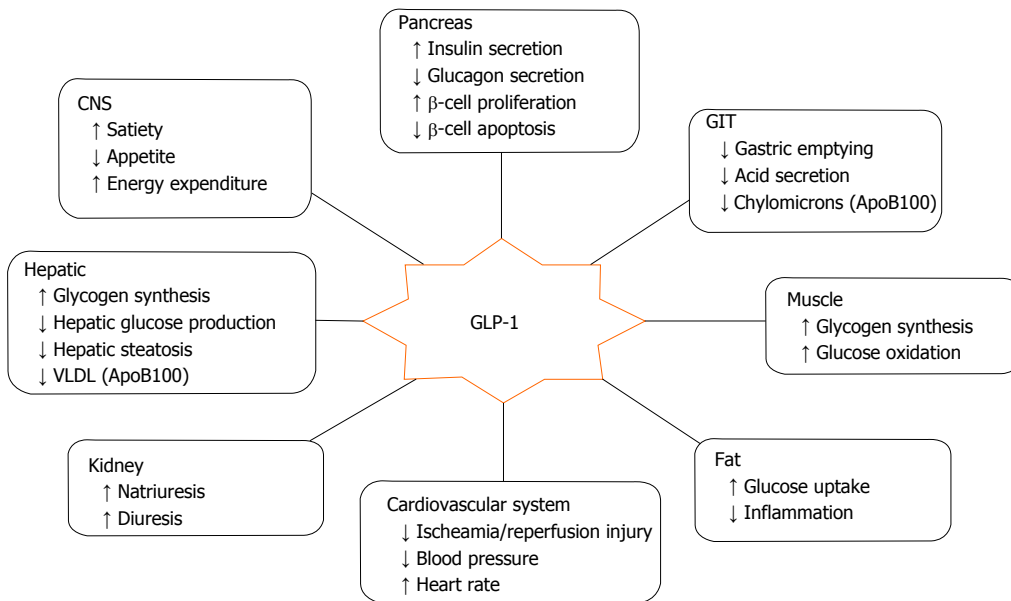 Pancreas
↑ Insulin secretion
↓ Glucagon secretion
↑ β-cell proliferation
↓ β-cell apoptosis
CNS
↑ Satiety
↓ Appetite
↑ Energy expenditure
GIT
↓ Gastric emptying
↓ Acid secretion
↓ Chylomicrons (ApoB100)
Hepatic
↑ Glycogen synthesis
↓ Hepatic glucose production
↓ Hepatic steatosis
↓ VLDL (ApoB100)
GLP-1
Muscle
↑ Glycogen synthesis
↑ Glucose oxidation
Kidney
↑ Natriuresis
↑ Diuresis
Cardiovascular system
↓ Ischeamia/reperfusion injury
↓ Blood pressure
↑ Heart rate
Fat
↑ Glucose uptake
↓ Inflammation